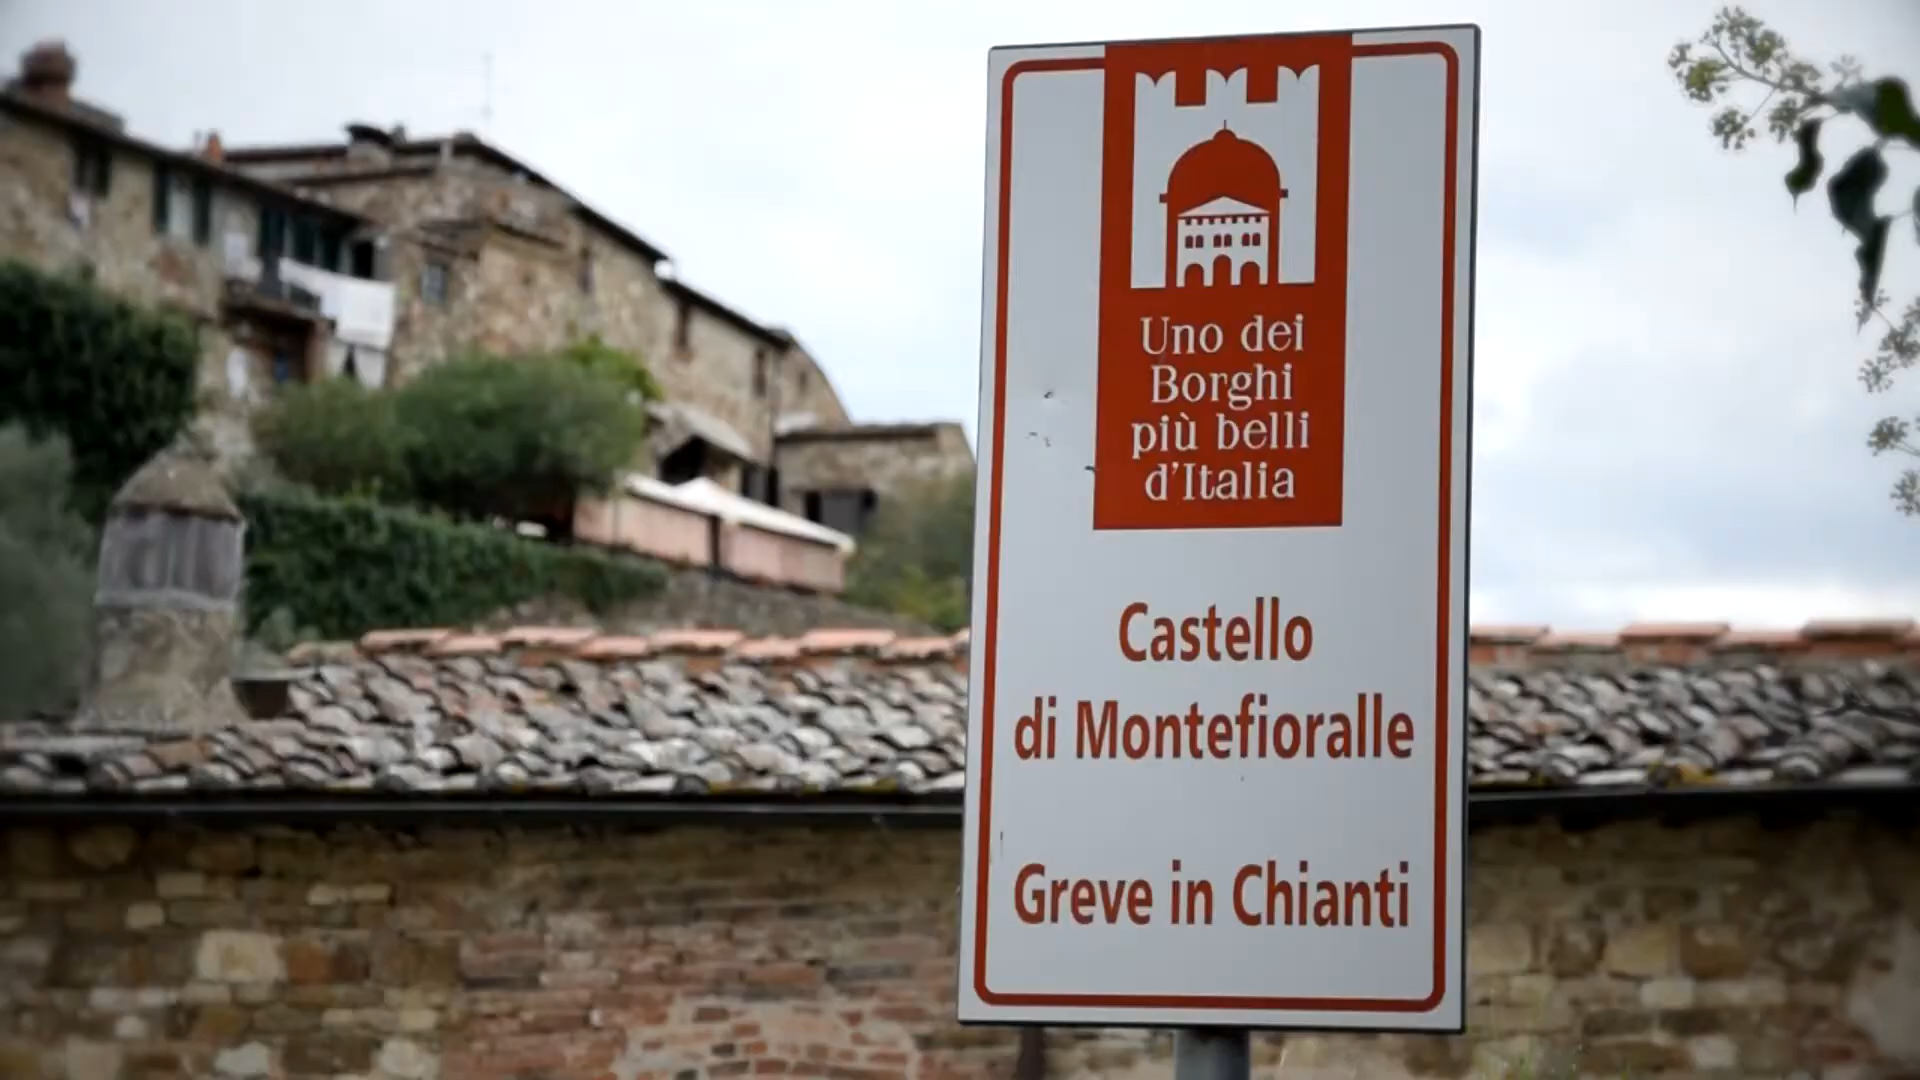 Uno dei
Borghi
più belli
d'Italia
Castello
di Montefioralle
Greve in Chianti